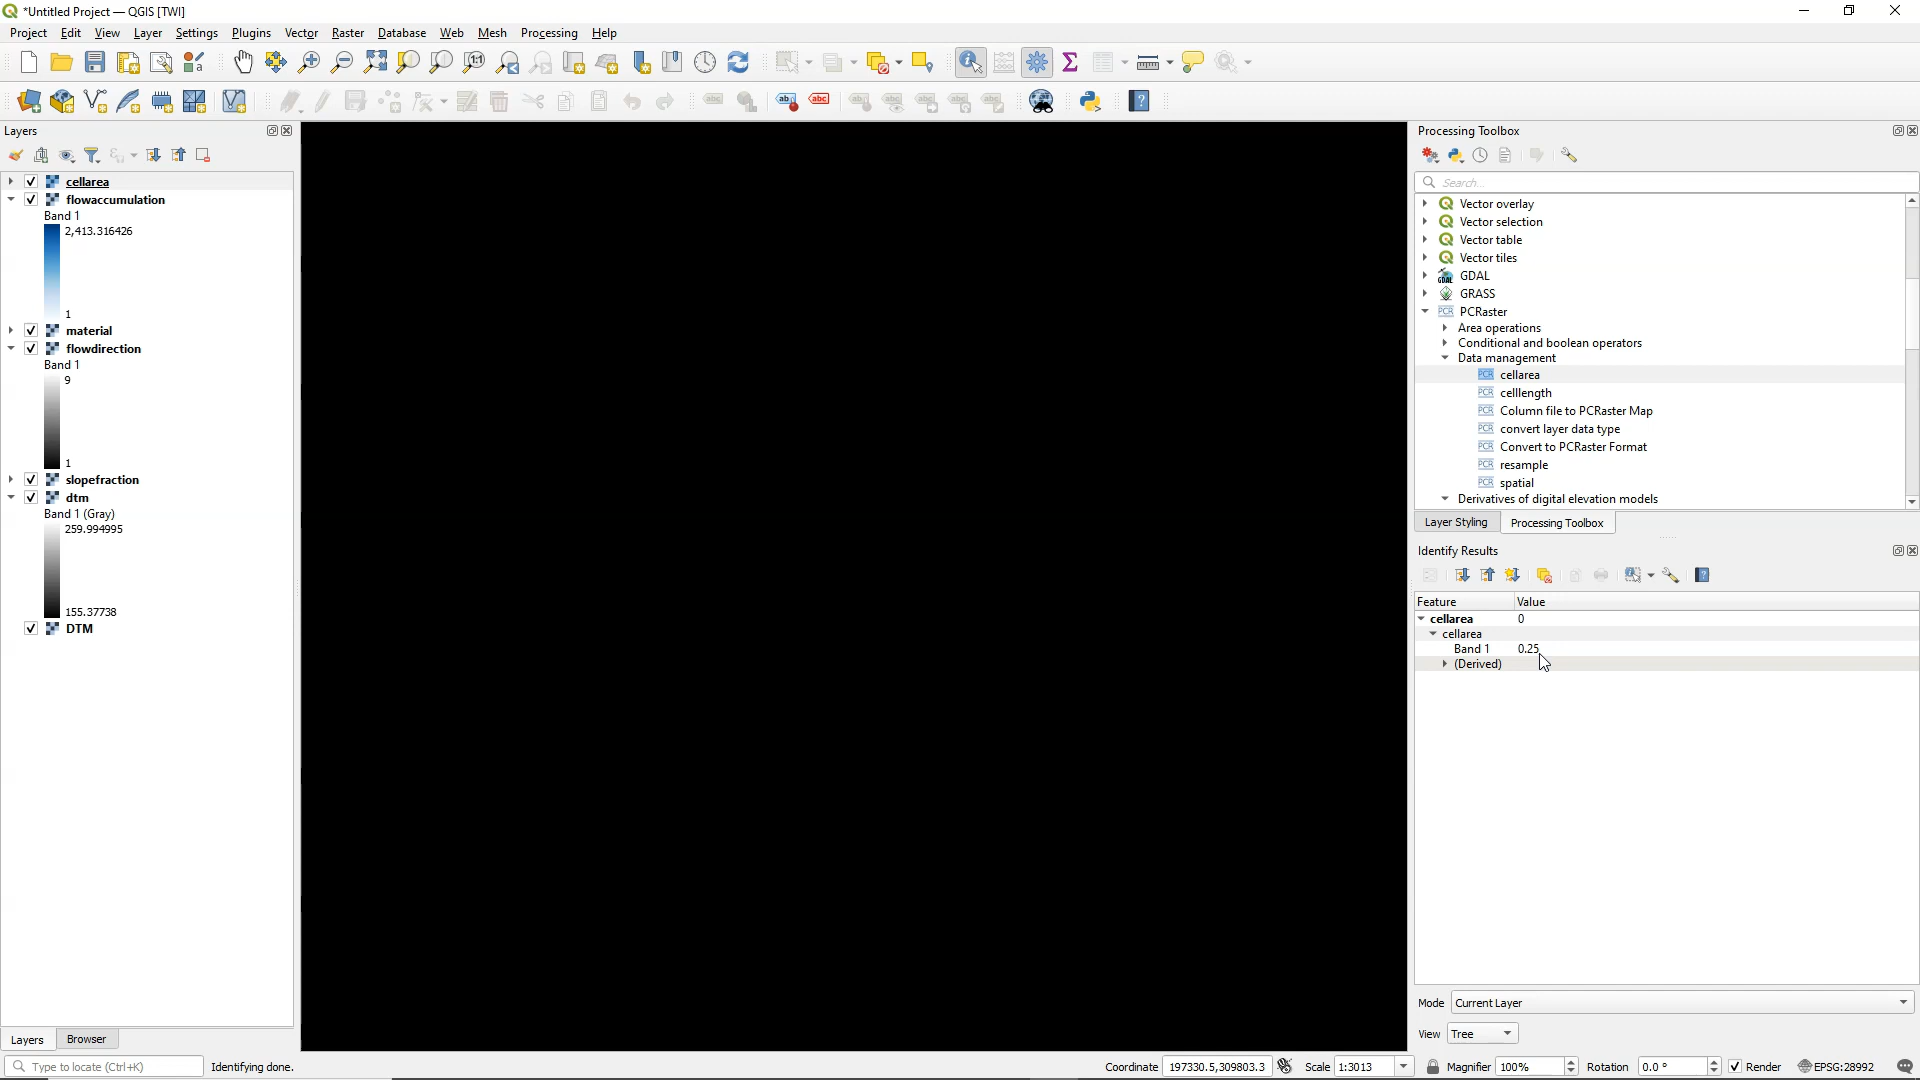 *Untitled Project — QGIS [TWI]
Project Edit View Layer Settings Plugins Vector Raster Database Web Mesh Processing Help
Layers
cellarea
flowaccumulation
Band 1
2,413.316426
1
material
flowdirection
Band 1
9
1
slopefraction
dtm
Band 1 (Gray)
259.994995
155.37738
DTM
Layers Browser
Processing Toolbox
Search...
Vector overlay
Vector selection
Vector table
Vector tiles
GDAL
GRASS
PCRaster
Area operations
Conditional and boolean operators
Data management
cellarea
celllength
Column file to PCRaster Map
convert layer data type
Convert to PCRaster Format
resample
spatial
Derivatives of digital elevation models
Layer Styling Processing Toolbox
Identify Results
Feature Value
cellarea 0
cellarea
Band 1 0.25
(Derived)
Mode Current Layer
View Tree
Type to locate (Ctrl+K) Identifying done. Coordinate 197330.5,309803.3 Scale 1:3013 Magnifier 100% Rotation 0.0 ° Render EPSG:28992